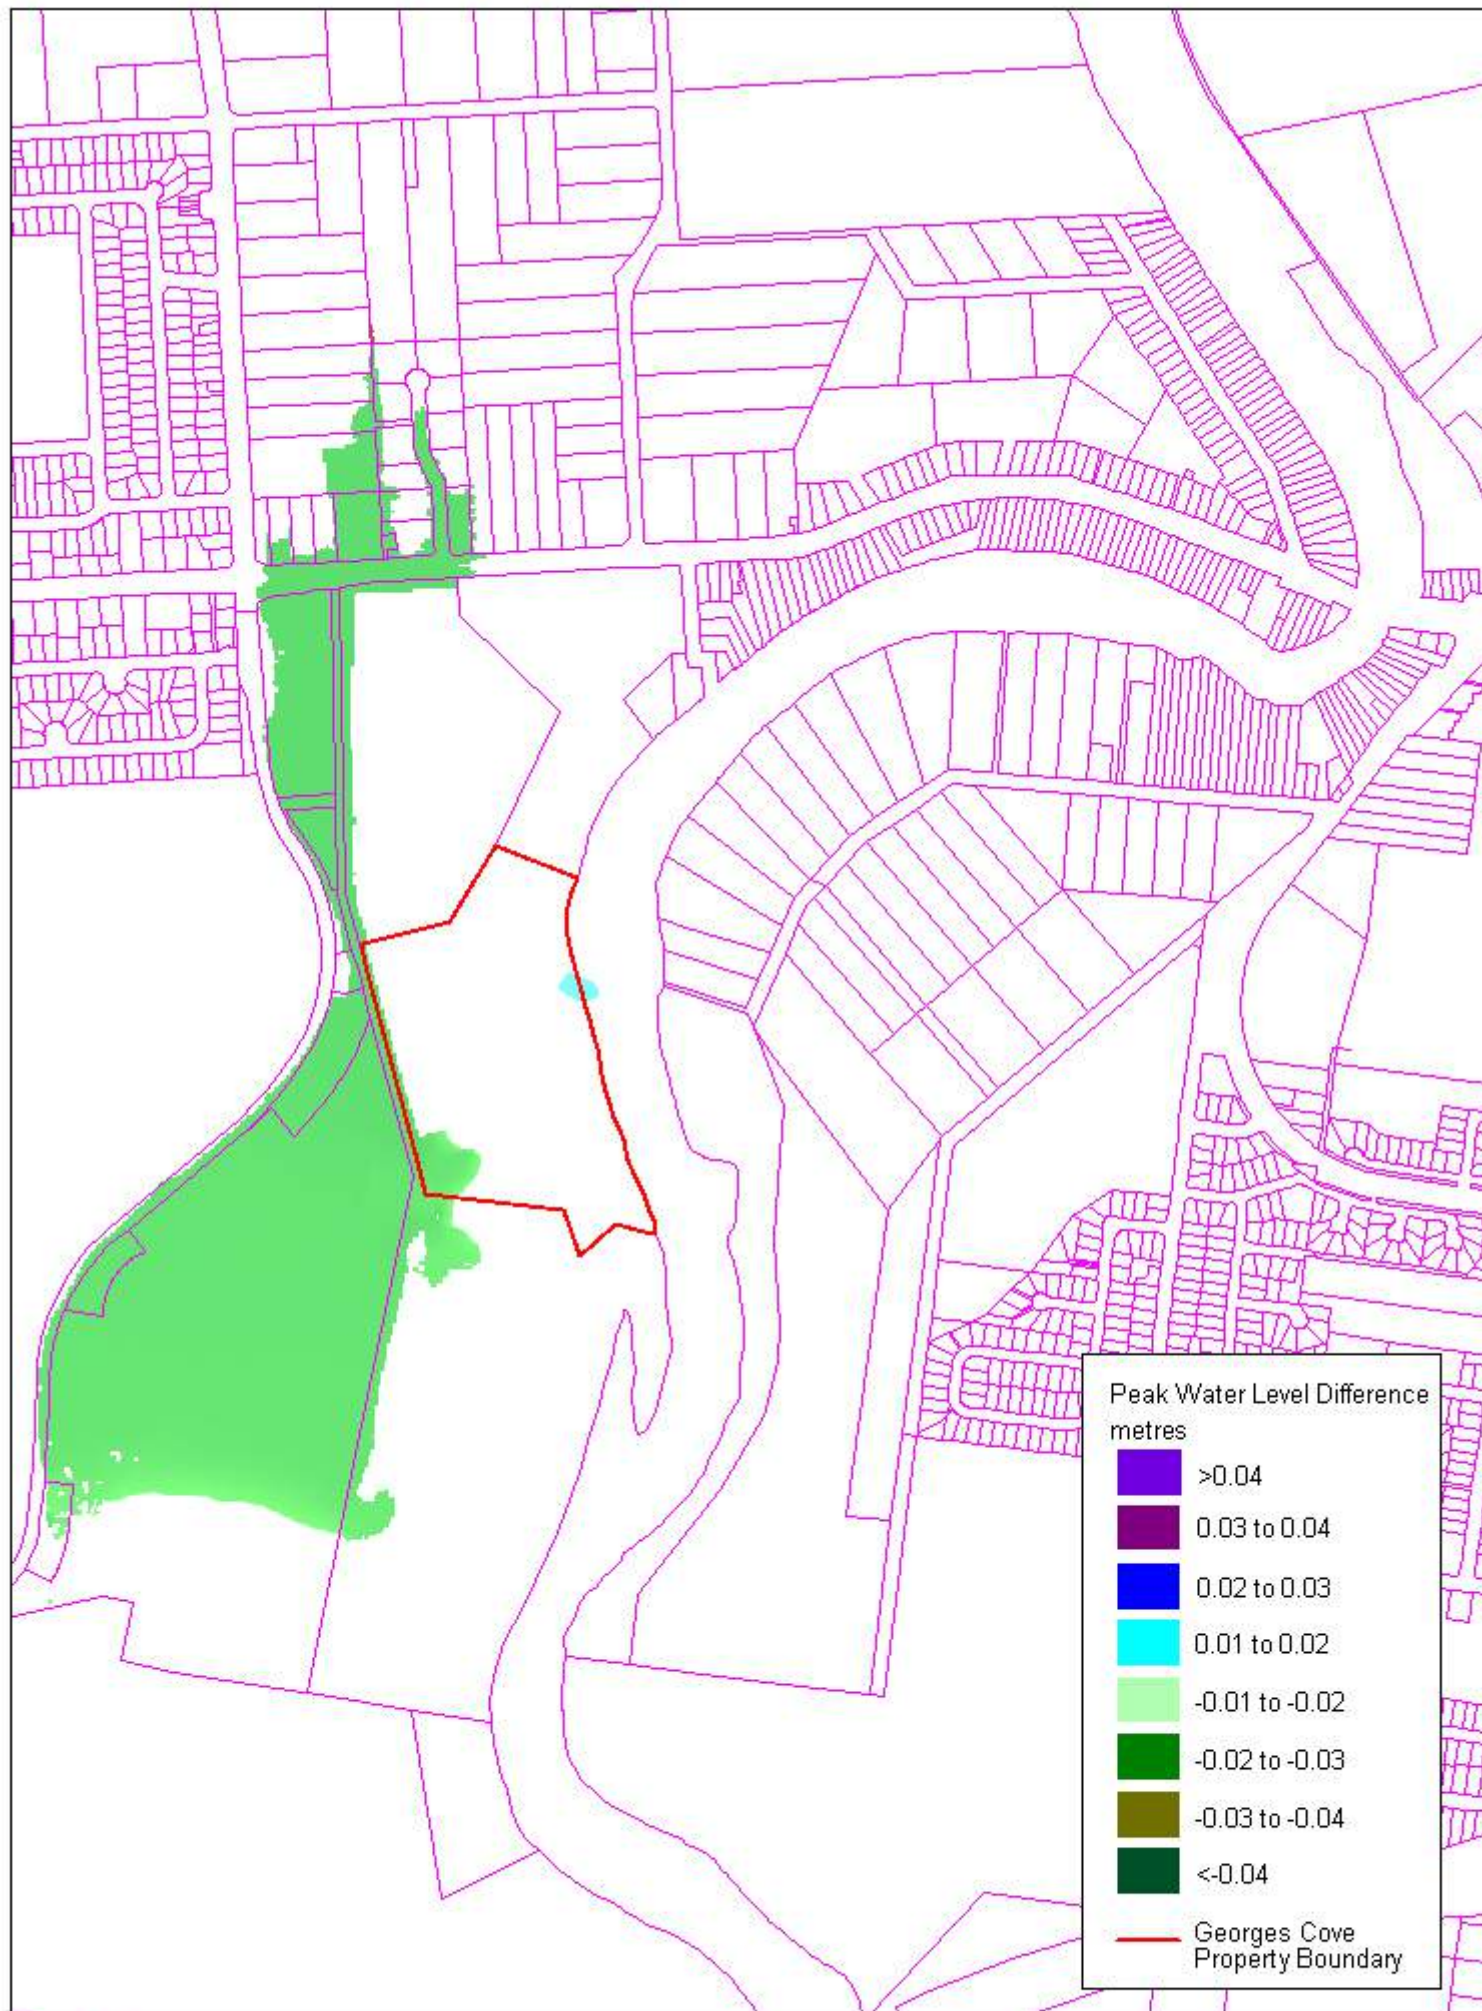 Peak Water Level Difference
metres
>0.04
0.03 to 0.04
0.02 to 0.03
0.01 to 0.02
-0.01 to -0.02
-0.02 to -0.03
-0.03 to -0.04
<-0.04
Georges Cove
Property Boundary